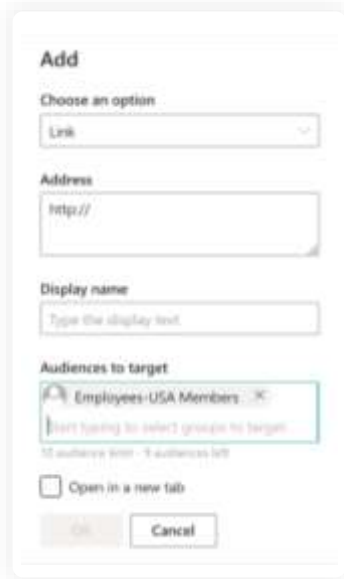 Add
Choose an option
Link
Address
http://
Display name
Type the display text
Audiences to target
Employees-USA Members ×
Start typing to select groups to target
10 audience limit - 9 audiences left
Open in a new tab
OK Cancel